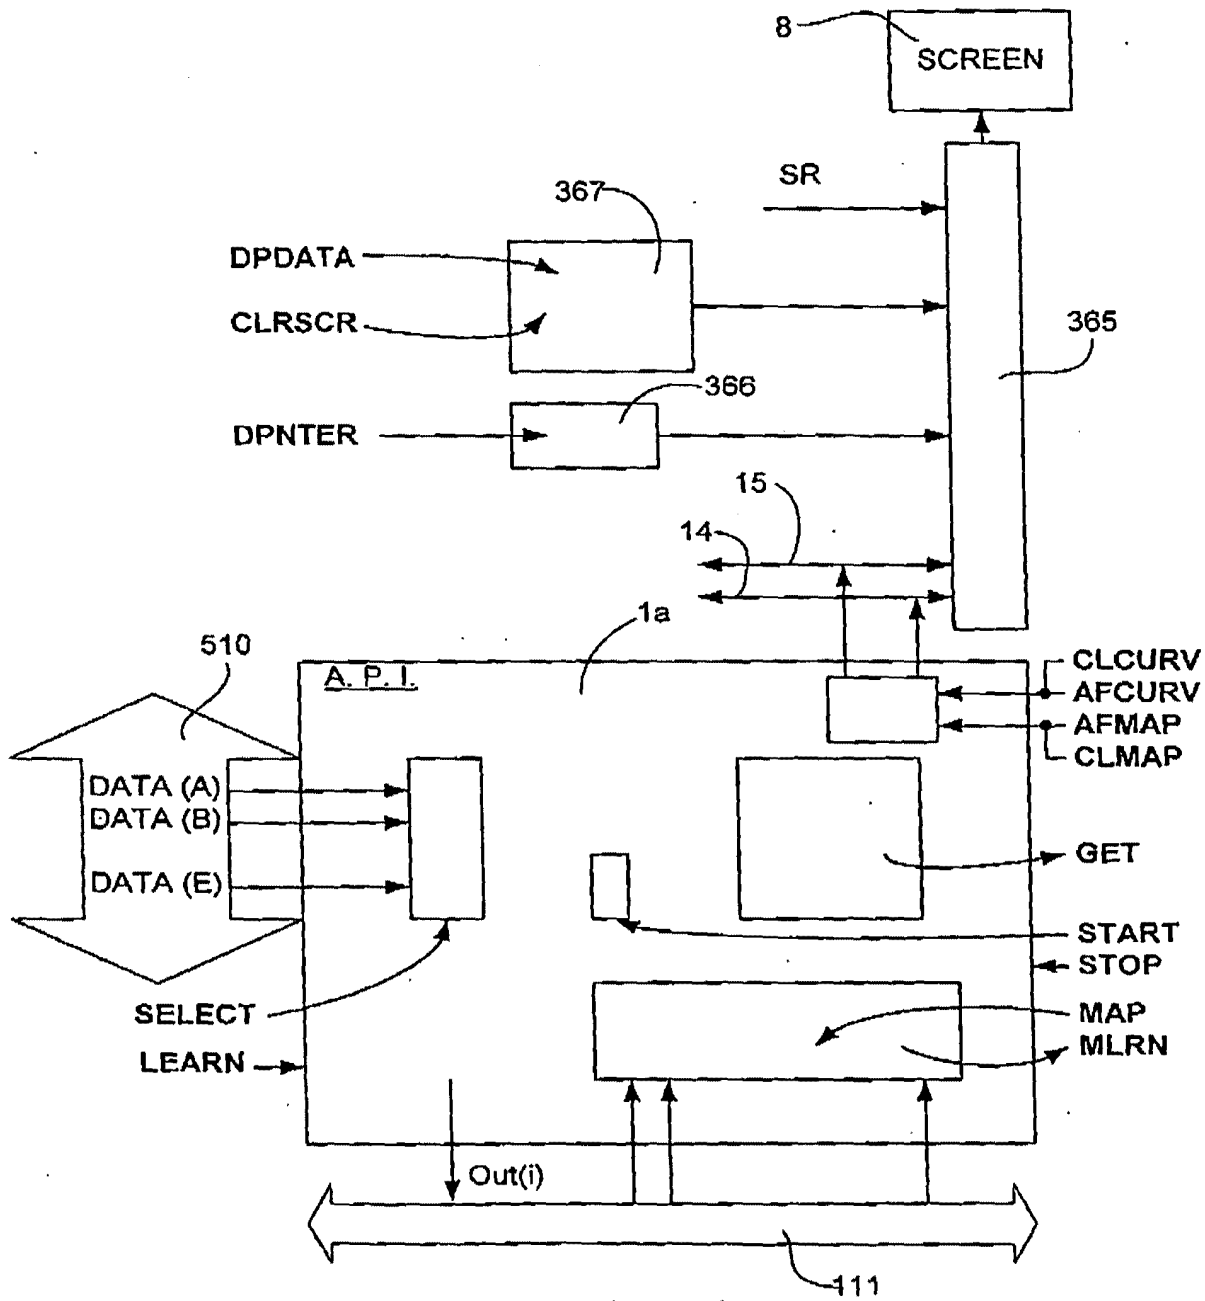 8
SCREEN
SR
367
DPDATA
CLRSCR
365
366
DPNTER
15
14
1a
510
A. P. I.
CLCURV
AFCURV
AFMAP
CLMAP
DATA (A)
DATA (B)
DATA (E)
GET
START
STOP
SELECT
MAP
LEARN
MLRN
Out(i)
111